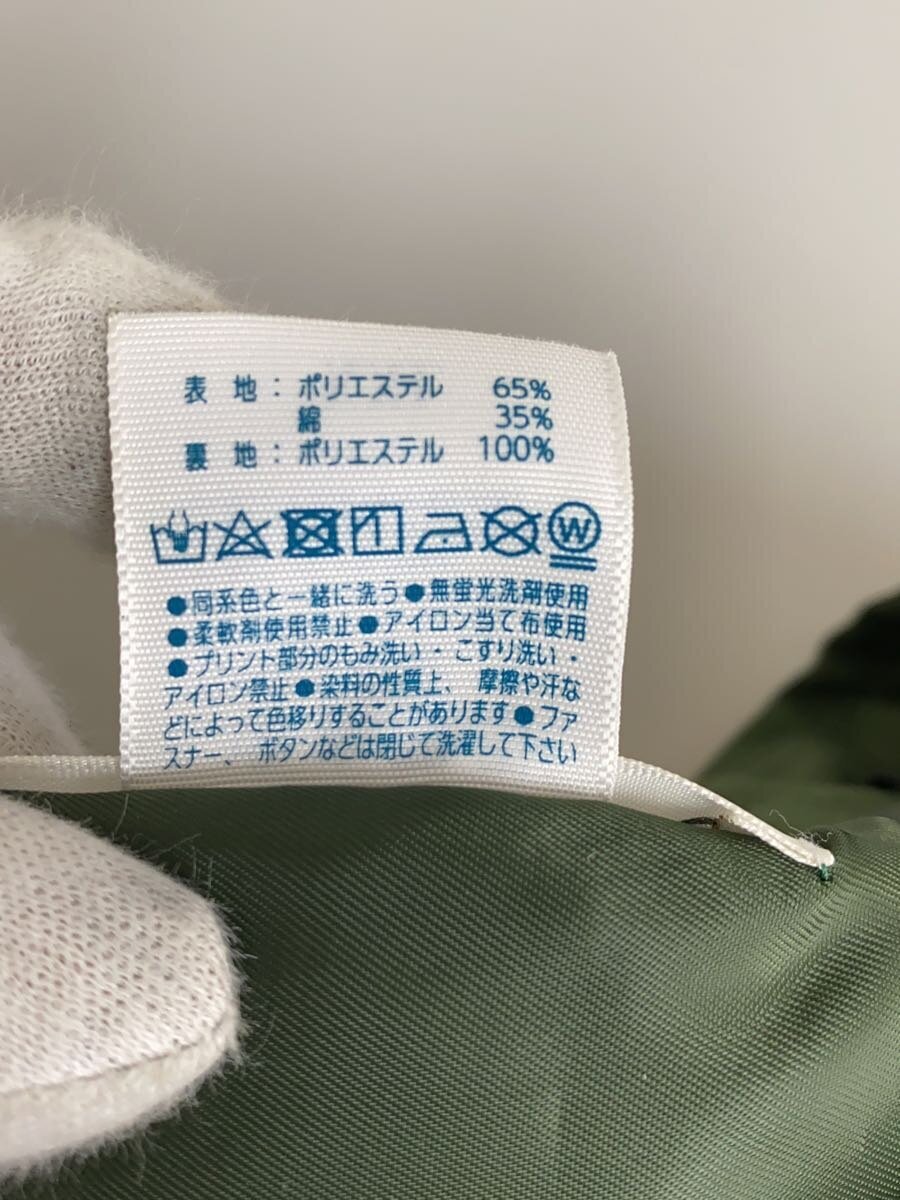 表 地 : ポリエステル 65%
綿 35%
裏 地 : ポリエステル 100%
W
●同系色と一緒に洗う●無蛍光洗剤使用
●柔軟剤使用禁止●アイロン当て布使用
●プリント部分のもみ洗い・こすり洗い・
アイロン禁止●染料の性質上、摩擦や汗な
どによって色移りすることがあります●ファ
スナー、ボタンなどは閉じて洗濯して下さい